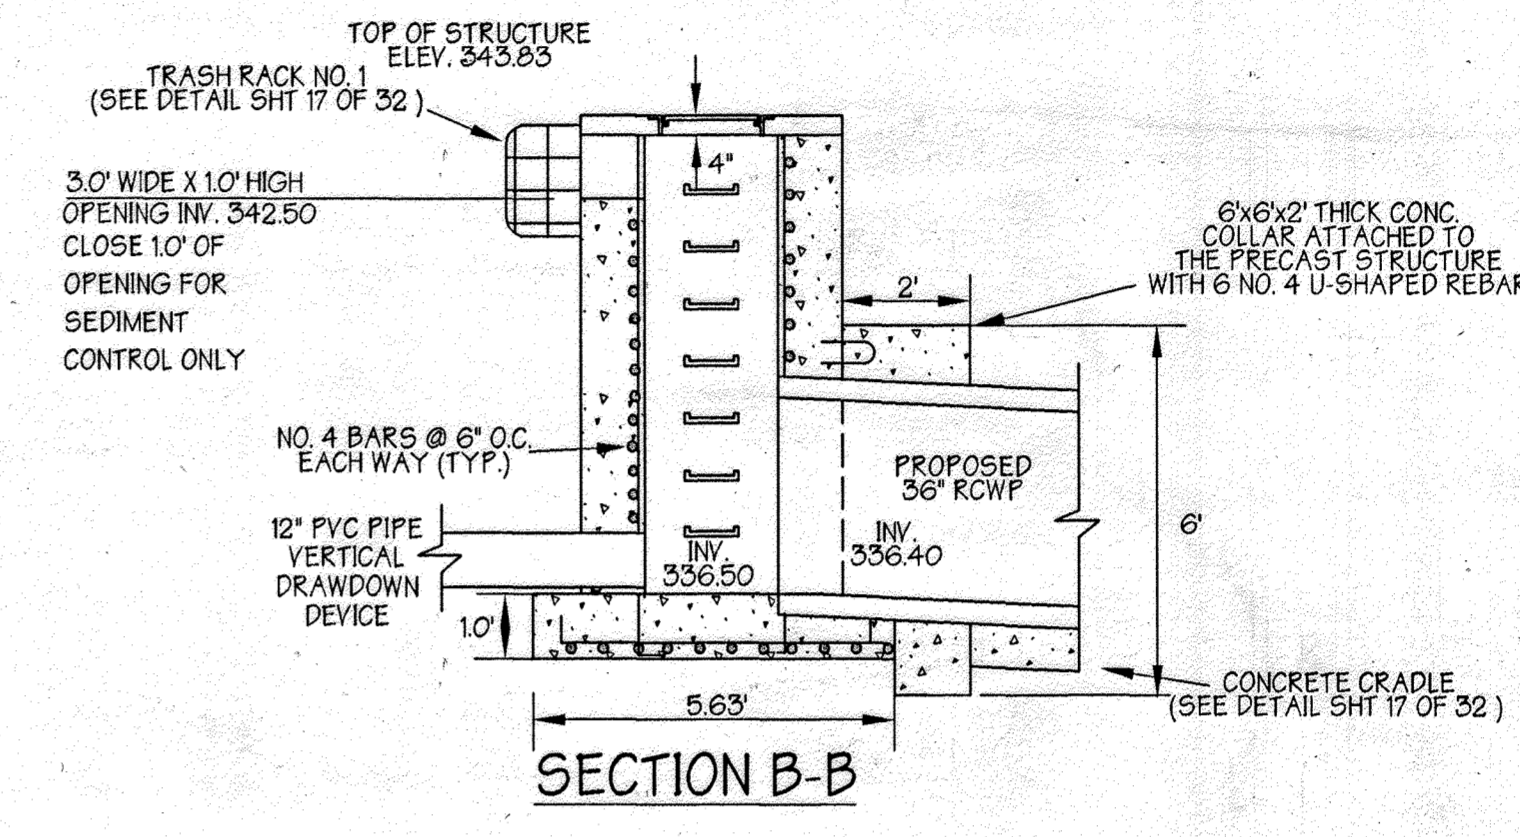 TOP OF STRUCTURE
ELEV. 343.83
TRASH RACK NO. 1
(SEE DETAIL SHT 17 OF 32 )
4"
3.0' WIDE X 1.0' HIGH
OPENING INV. 342.50
CLOSE 1.0' OF
OPENING FOR
SEDIMENT
CONTROL ONLY
6'x6'x2' THICK CONC.
COLLAR ATTACHED TO
THE PRECAST STRUCTURE
WITH 6 NO. 4 U-SHAPED REBAR
2'
NO. 4 BARS @ 6" O.C.
EACH WAY (TYP.)
PROPOSED
36" RCWP
12" PVC PIPE
VERTICAL
DRAWDOWN
DEVICE
INV.
336.50
INV.
336.40
6'
1.0'
5.63'
CONCRETE CRADLE
(SEE DETAIL SHT 17 OF 32 )
SECTION B-B